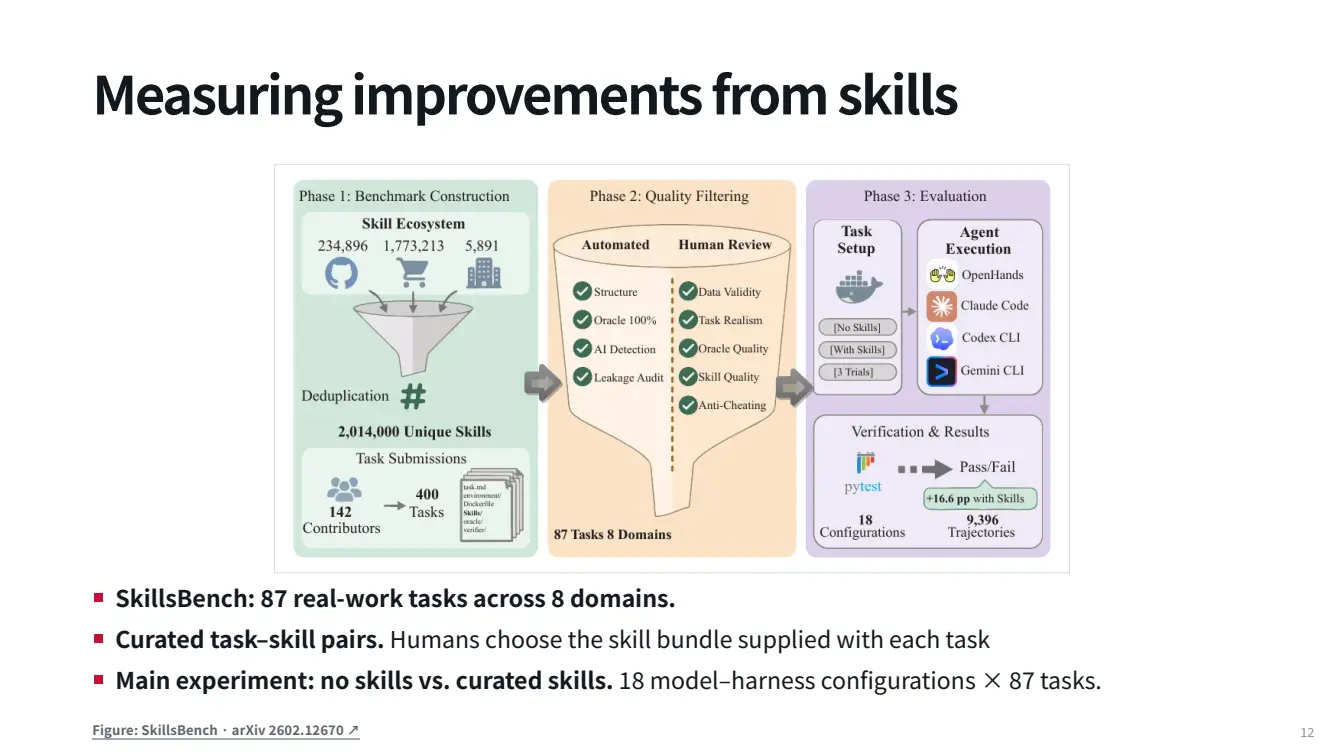 Measuring improvements from skills
Phase 1: Benchmark Construction
Skill Ecosystem
234,896 1,773,213 5,891
Deduplication
2,014,000 Unique Skills
Task Submissions
142
Contributors
400
Tasks
task.md
environment/
Dockerfile
Skills/
oracle/
verifier/
Phase 2: Quality Filtering
Automated
Structure
Oracle 100%
AI Detection
Leakage Audit
Human Review
Data Validity
Task Realism
Oracle Quality
Skill Quality
Anti-Cheating
87 Tasks 8 Domains
Phase 3: Evaluation
Task
Setup
[No Skills]
[With Skills]
[3 Trials]
Agent
Execution
OpenHands
Claude Code
Codex CLI
Gemini CLI
Verification & Results
pytest
Pass/Fail
+16.6 pp with Skills
18
Configurations
9,396
Trajectories
SkillsBench: 87 real-work tasks across 8 domains.
Curated task–skill pairs. Humans choose the skill bundle supplied with each task
Main experiment: no skills vs. curated skills. 18 model–harness configurations × 87 tasks.
Figure: SkillsBench · arXiv 2602.12670 ↗
12